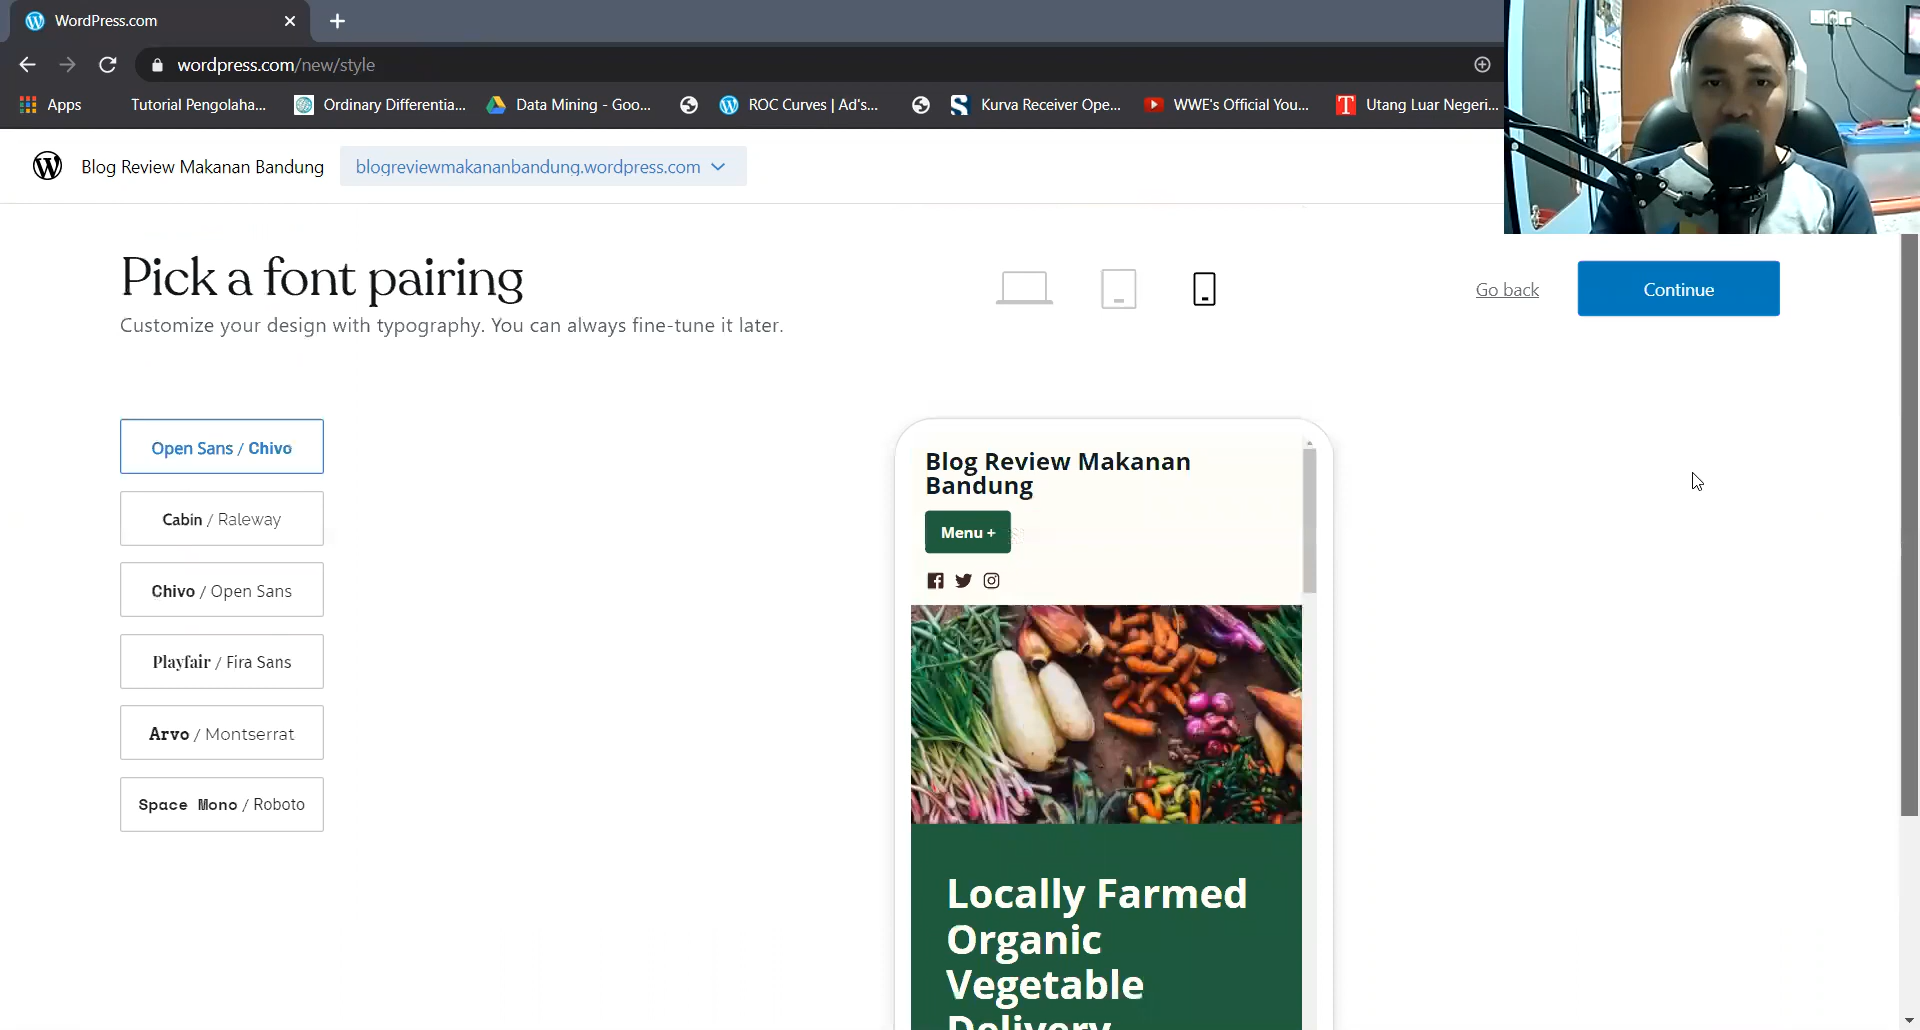 WordPress.com
wordpress.com/new/style
Apps
Tutorial Pengolaha...
Ordinary Differentia...
Data Mining - Goo...
ROC Curves | Ad's...
Kurva Receiver Ope...
WWE's Official You...
Utang Luar Negeri...
Blog Review Makanan Bandung
blogreviewmakananbandung.wordpress.com
Pick a font pairing
Customize your design with typography. You can always fine-tune it later.
Go back
Continue
Open Sans / Chivo
Cabin / Raleway
Chivo / Open Sans
Playfair / Fira Sans
Arvo / Montserrat
Space Mono / Roboto
Blog Review Makanan
Bandung
Menu +
Locally Farmed
Organic
Vegetable
Delivery